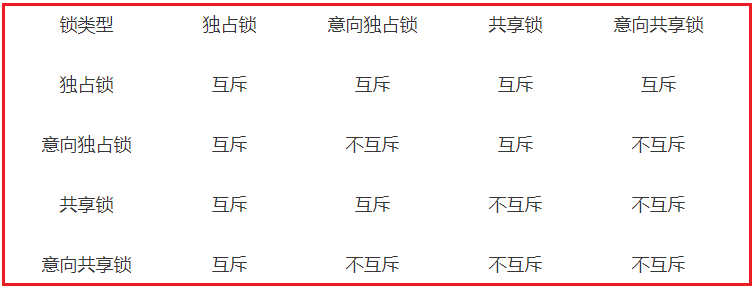 锁类型 独占锁 意向独占锁 共享锁 意向共享锁
独占锁 互斥 互斥 互斥 互斥
意向独占锁 互斥 不互斥 互斥 不互斥
共享锁 互斥 互斥 不互斥 不互斥
意向共享锁 互斥 不互斥 不互斥 不互斥